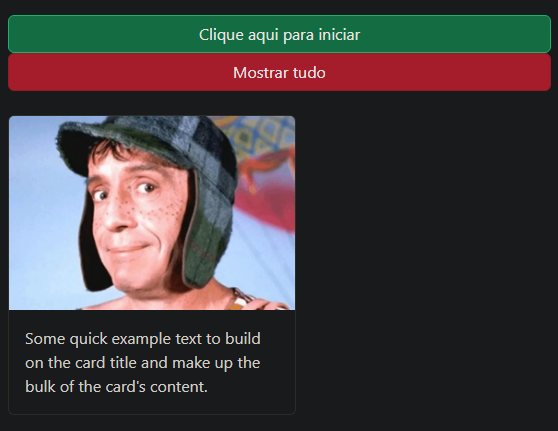 Clique aqui para iniciar
Mostrar tudo
Some quick example text to build
on the card title and make up the
bulk of the card's content.